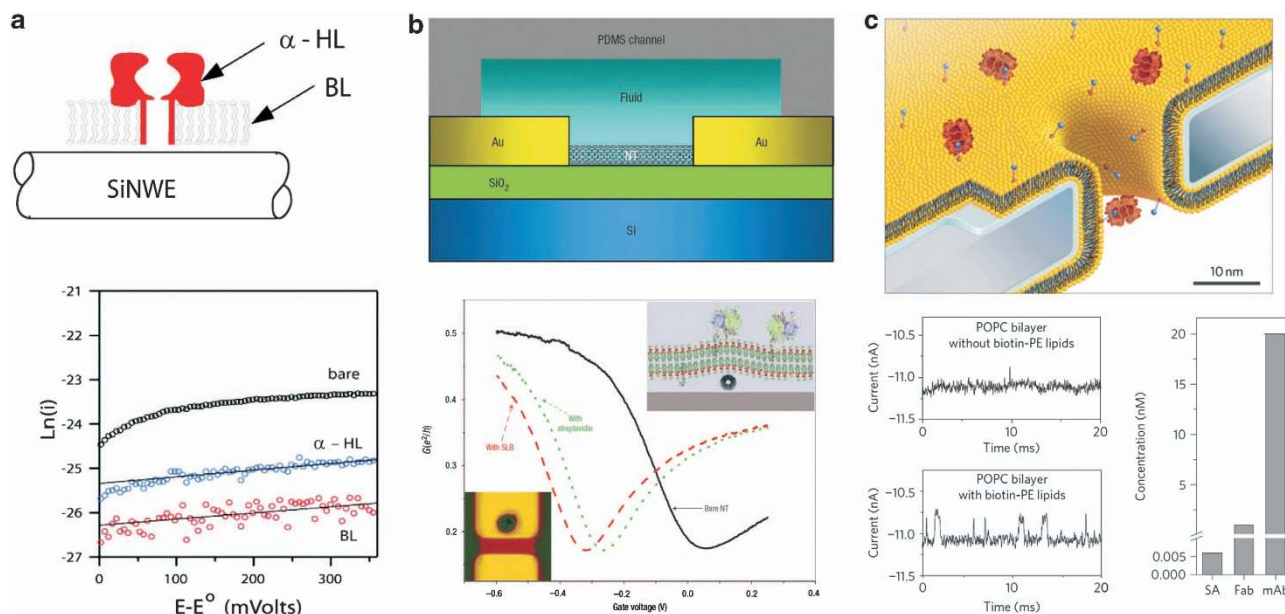 a
α - HL
BL
SiNWE
-21
-22
-23
-24
-25
-26
-27
Ln(i)
bare
α - HL
BL
0
100
200
300
E-E° (mVolts)
b
PDMS channel
Fluid
Au
NT
Au
SiO₂
Si
0.5
0.4
0.3
0.2
G(e²/h)
With SLB
With
streptavidin
Bare NT
−0.6
−0.4
−0.2
0.0
0.2
Gate voltage (V)
c
10 nm
−10.5
−11.0
−11.5
Current (nA)
POPC bilayer
without biotin-PE lipids
0
10
20
Time (ms)
−10.5
−11.0
−11.5
Current (nA)
POPC bilayer
with biotin-PE lipids
0
10
20
Time (ms)
20
15
10
5
0.005
0.000
Concentration (nM)
SA
Fab
mAb